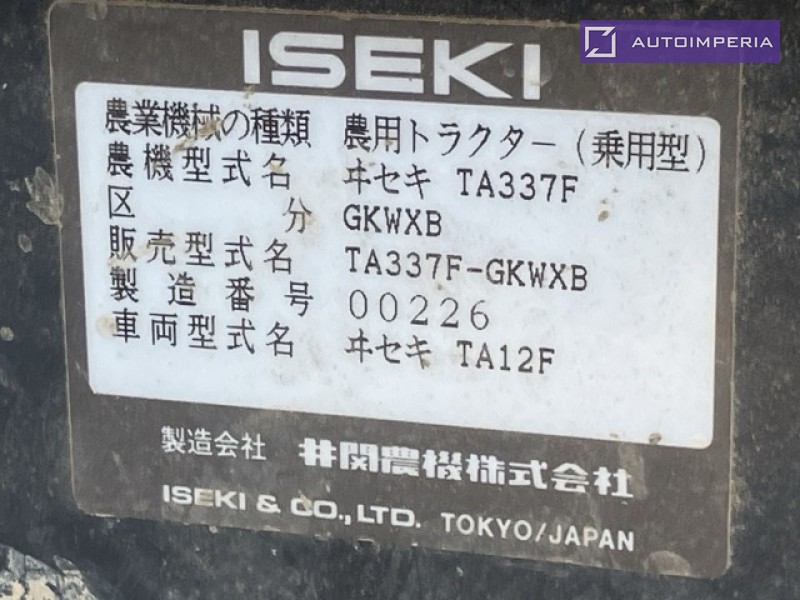 AUTOIMPERIA
ISEKI
農業機械の種類 農用トラクター(乗用型)
農機型式名 ヰセキ TA337F
区分 GKWXB
販売型式名 TA337F-GKWXB
製造番号 00226
車両型式名 ヰセキ TA12F
製造会社 井関農機株式会社
ISEKI & CO.,LTD. TOKYO/JAPAN